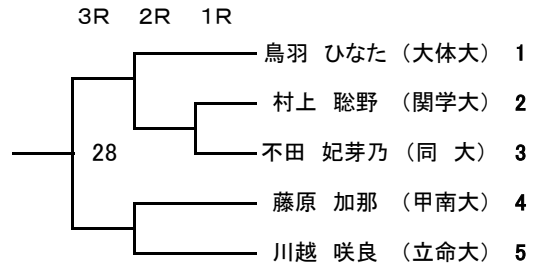 3R 2R 1R
鳥羽 ひなた (大体大) 1
村上 聡野 (関学大) 2
28 不田 妃芽乃 (同 大) 3
藤原 加那 (甲南大) 4
川越 咲良 (立命大) 5